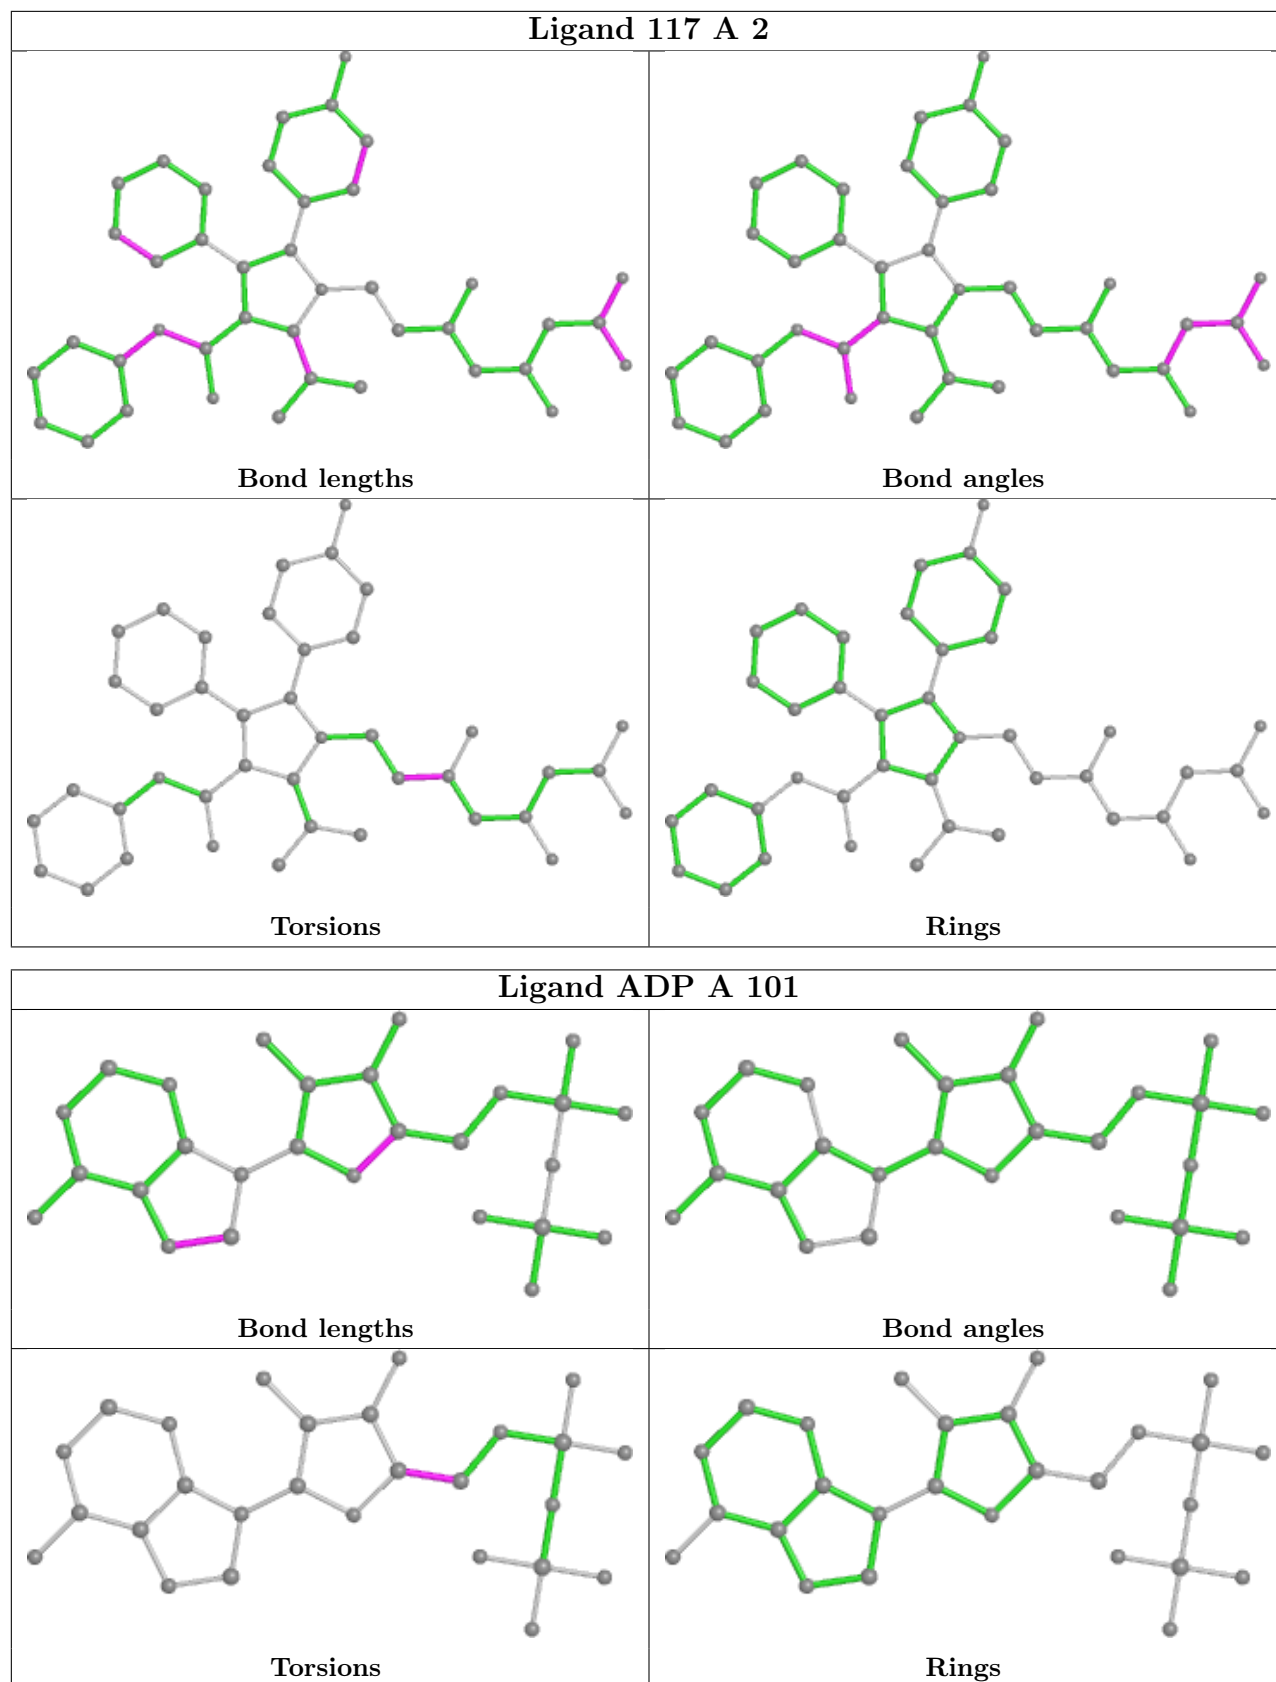 Ligand 117 A 2
Bond lengths
Bond angles
Torsions
Rings
Ligand ADP A 101
Bond lengths
Bond angles
Torsions
Rings